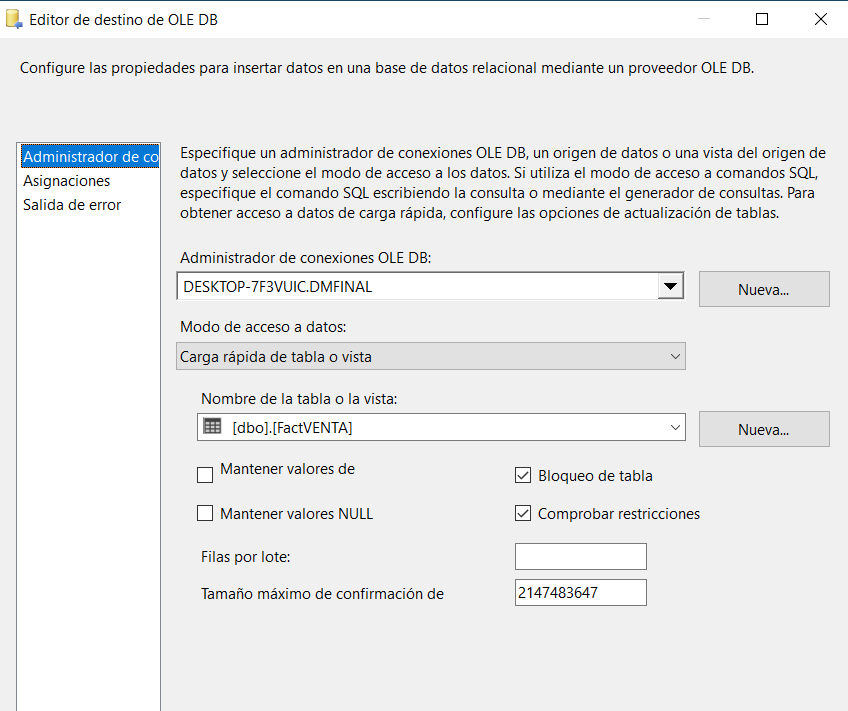 Editor de destino de OLE DB
Configure las propiedades para insertar datos en una base de datos relacional mediante un proveedor OLE DB.
Administrador de co
Asignaciones
Salida de error
Especifique un administrador de conexiones OLE DB, un origen de datos o una vista del origen de
datos y seleccione el modo de acceso a los datos. Si utiliza el modo de acceso a comandos SQL,
especifique el comando SQL escribiendo la consulta o mediante el generador de consultas. Para
obtener acceso a datos de carga rápida, configure las opciones de actualización de tablas.
Administrador de conexiones OLE DB:
DESKTOP-7F3VUIC.DMFINAL
Nueva...
Modo de acceso a datos:
Carga rápida de tabla o vista
Nombre de la tabla o la vista:
[dbo].[FactVENTA]
Nueva...
Mantener valores de
Bloqueo de tabla
Mantener valores NULL
Comprobar restricciones
Filas por lote:
Tamaño máximo de confirmación de
2147483647